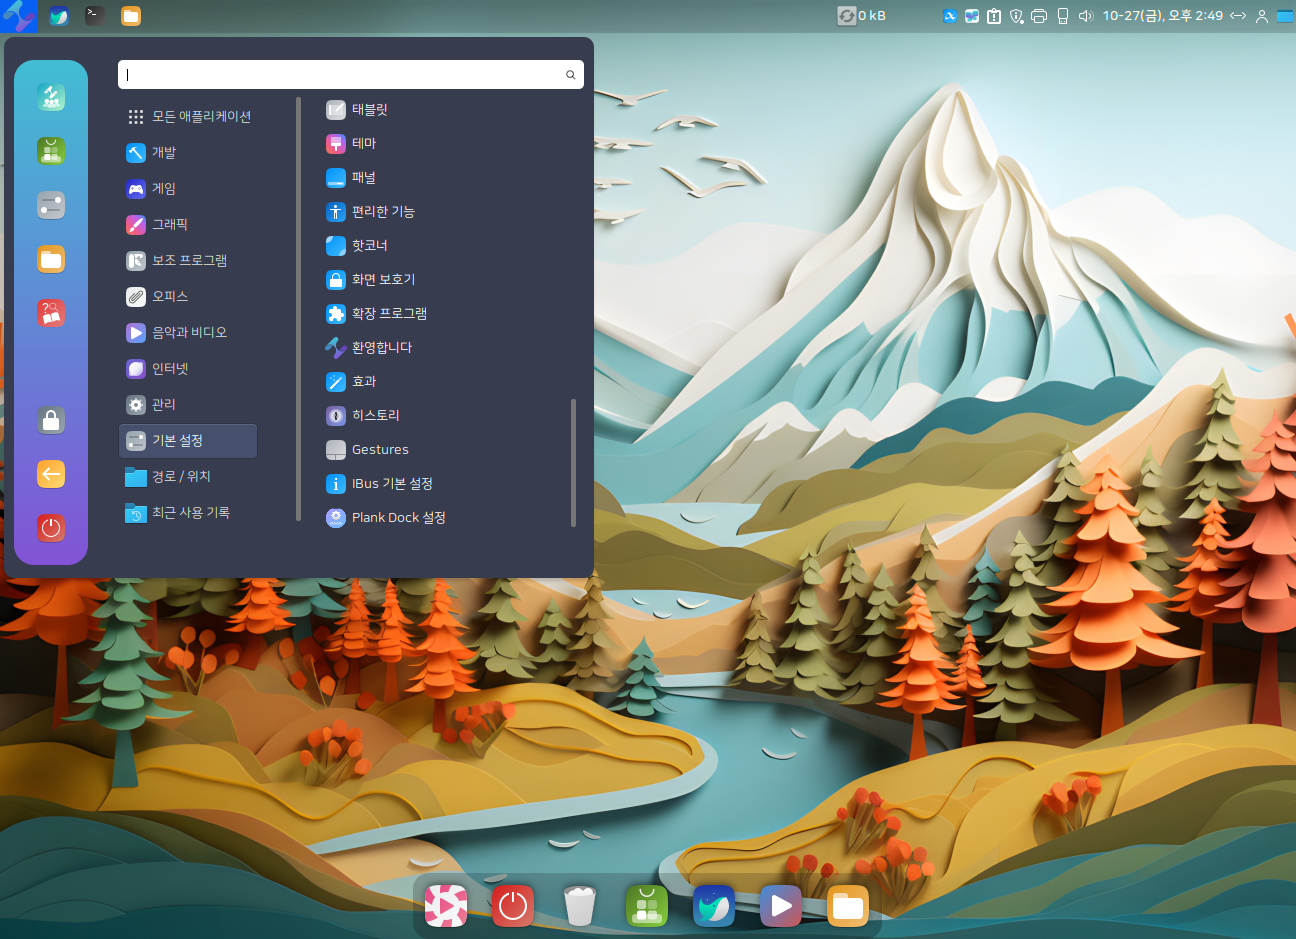 0 kB
10-27(금), 오후 2:49
모든 애플리케이션
개발
게임
그래픽
보조 프로그램
오피스
음악과 비디오
인터넷
관리
기본 설정
경로 / 위치
최근 사용 기록
태블릿
테마
패널
편리한 기능
핫코너
화면 보호기
확장 프로그램
환영합니다
효과
히스토리
Gestures
IBus 기본 설정
Plank Dock 설정